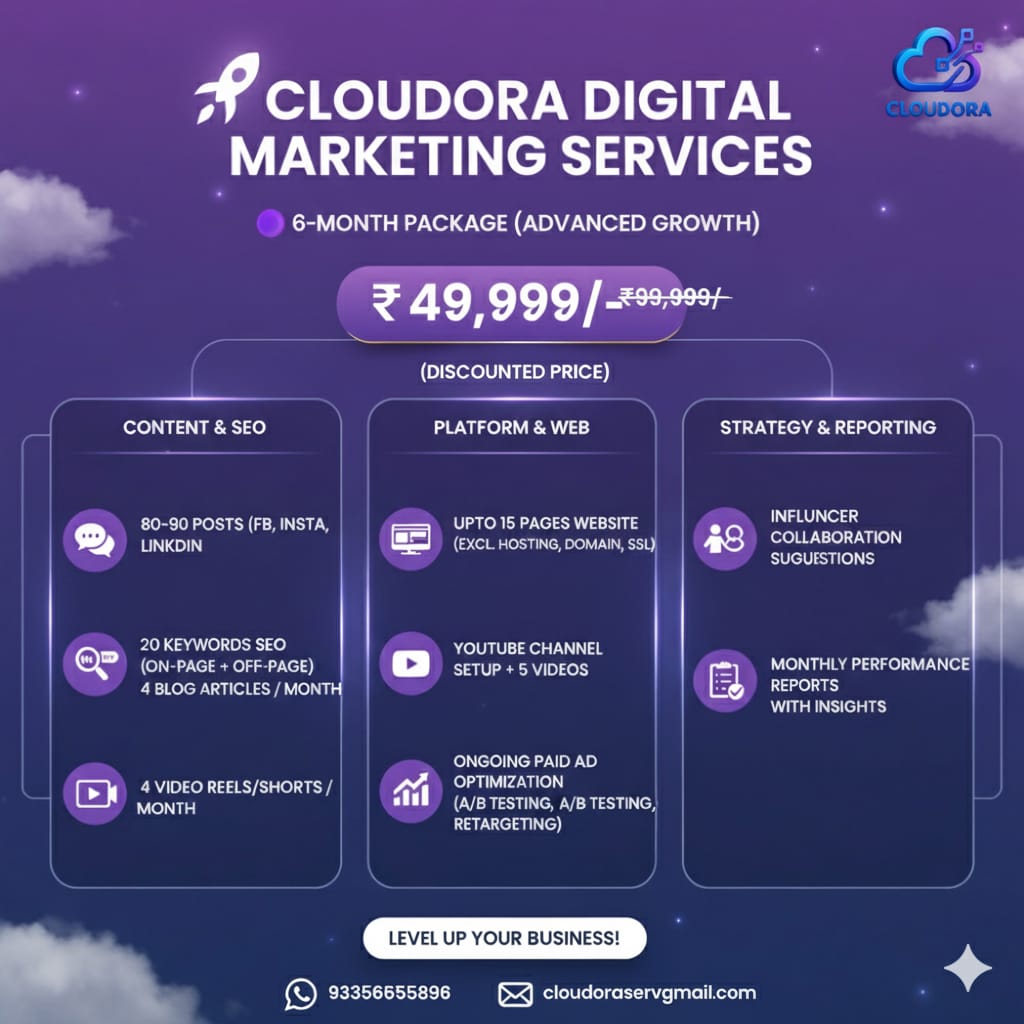 CLOUDORA
CLOUDORA DIGITAL
MARKETING SERVICES
6-MONTH PACKAGE (ADVANCED GROWTH)
₹ 49,999/- ₹99,999/-
(DISCOUNTED PRICE)
CONTENT & SEO
80-90 POSTS (FB, INSTA,
LINKDIN
20 KEYWORDS SEO
(ON-PAGE + OFF-PAGE)
4 BLOG ARTICLES / MONTH
4 VIDEO REELS/SHORTS /
MONTH
PLATFORM & WEB
UPTO 15 PAGES WEBSITE
(EXCL. HOSTING, DOMAIN, SSL)
YOUTUBE CHANNEL
SETUP + 5 VIDEOS
ONGOING PAID AD
OPTIMIZATION
(A/B TESTING, A/B TESTING,
RETARGETING)
STRATEGY & REPORTING
INFLUNCER
COLLABORATION
SUGUESTIONS
MONTHLY PERFORMANCE
REPORTS
WITH INSIGHTS
LEVEL UP YOUR BUSINESS!
93356655896
cloudoraservgmail.com